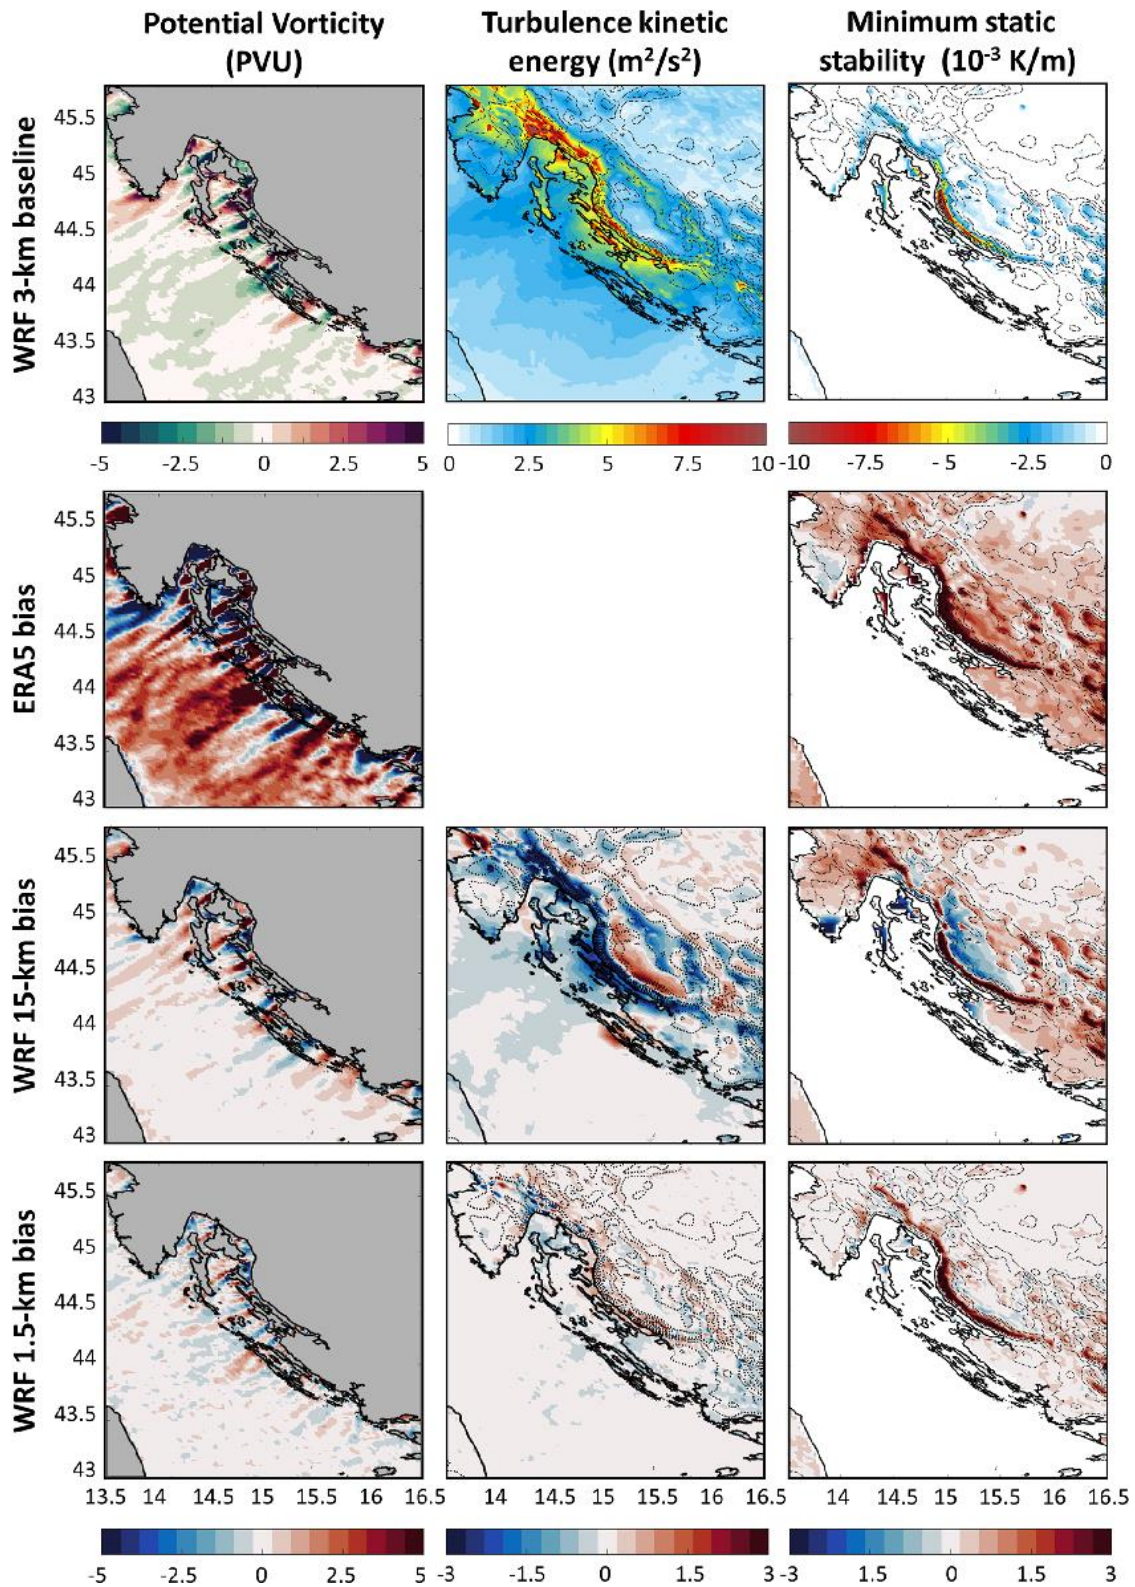 Potential Vorticity
(PVU)
Turbulence kinetic
energy (m²/s²)
Minimum static
stability (10⁻³ K/m)
WRF 3-km baseline
45.5
45
44.5
44
43.5
43
-5 -2.5 0 2.5 5
0 2.5 5 7.5 10
-10 -7.5 -5 -2.5 0
ERA5 bias
45.5
45
44.5
44
43.5
43
WRF 15-km bias
45.5
45
44.5
44
43.5
43
WRF 1.5-km bias
45.5
45
44.5
44
43.5
43
13.5 14 14.5 15 15.5 16 16.5
14 14.5 15 15.5 16 16.5
14 14.5 15 15.5 16 16.5
-5 -2.5 0 2.5 5
-3 -1.5 0 1.5 3
-3 1.5 0 1.5 3